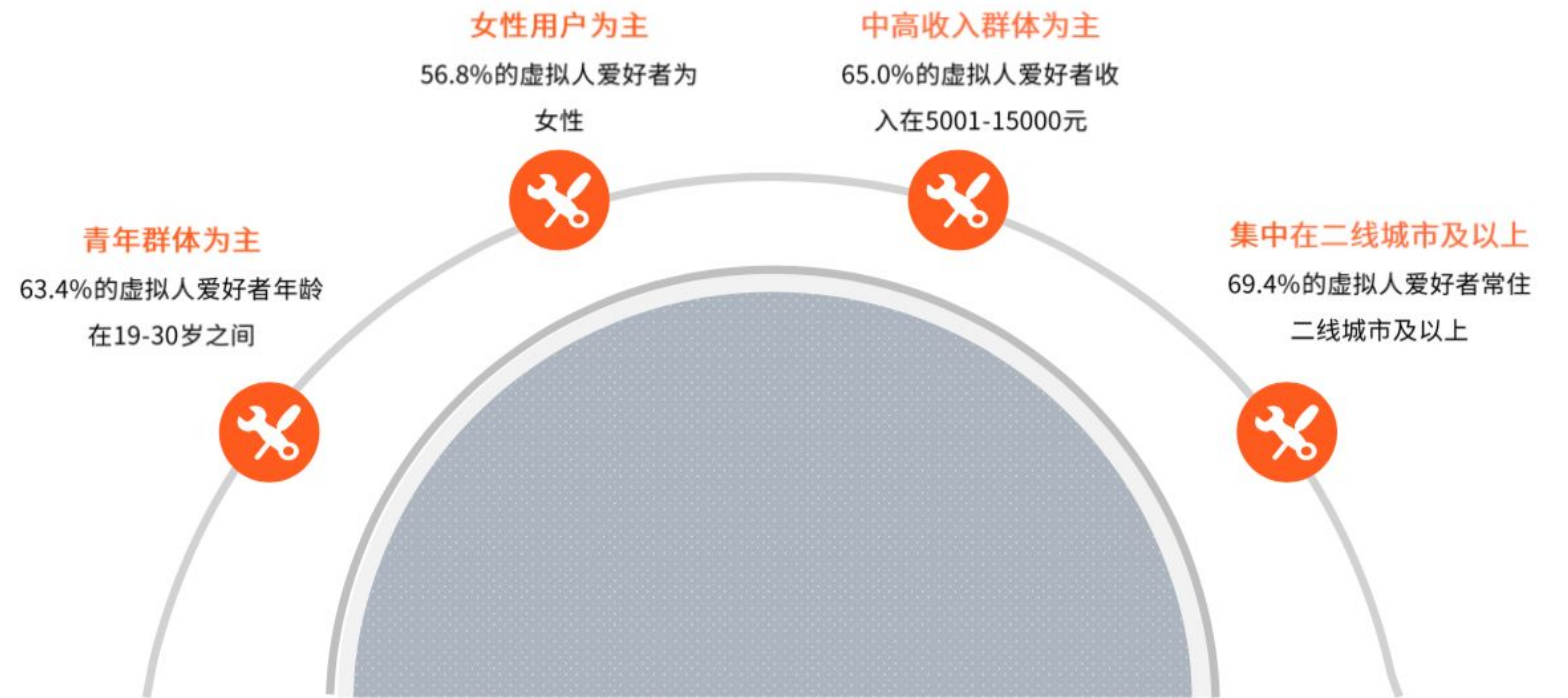 女性用户为主
56.8%的虚拟人爱好者为
女性
中高收入群体为主
65.0%的虚拟人爱好者收
入在5001-15000元
青年群体为主
63.4%的虚拟人爱好者年龄
在19-30岁之间
集中在二线城市及以上
69.4%的虚拟人爱好者常住
二线城市及以上